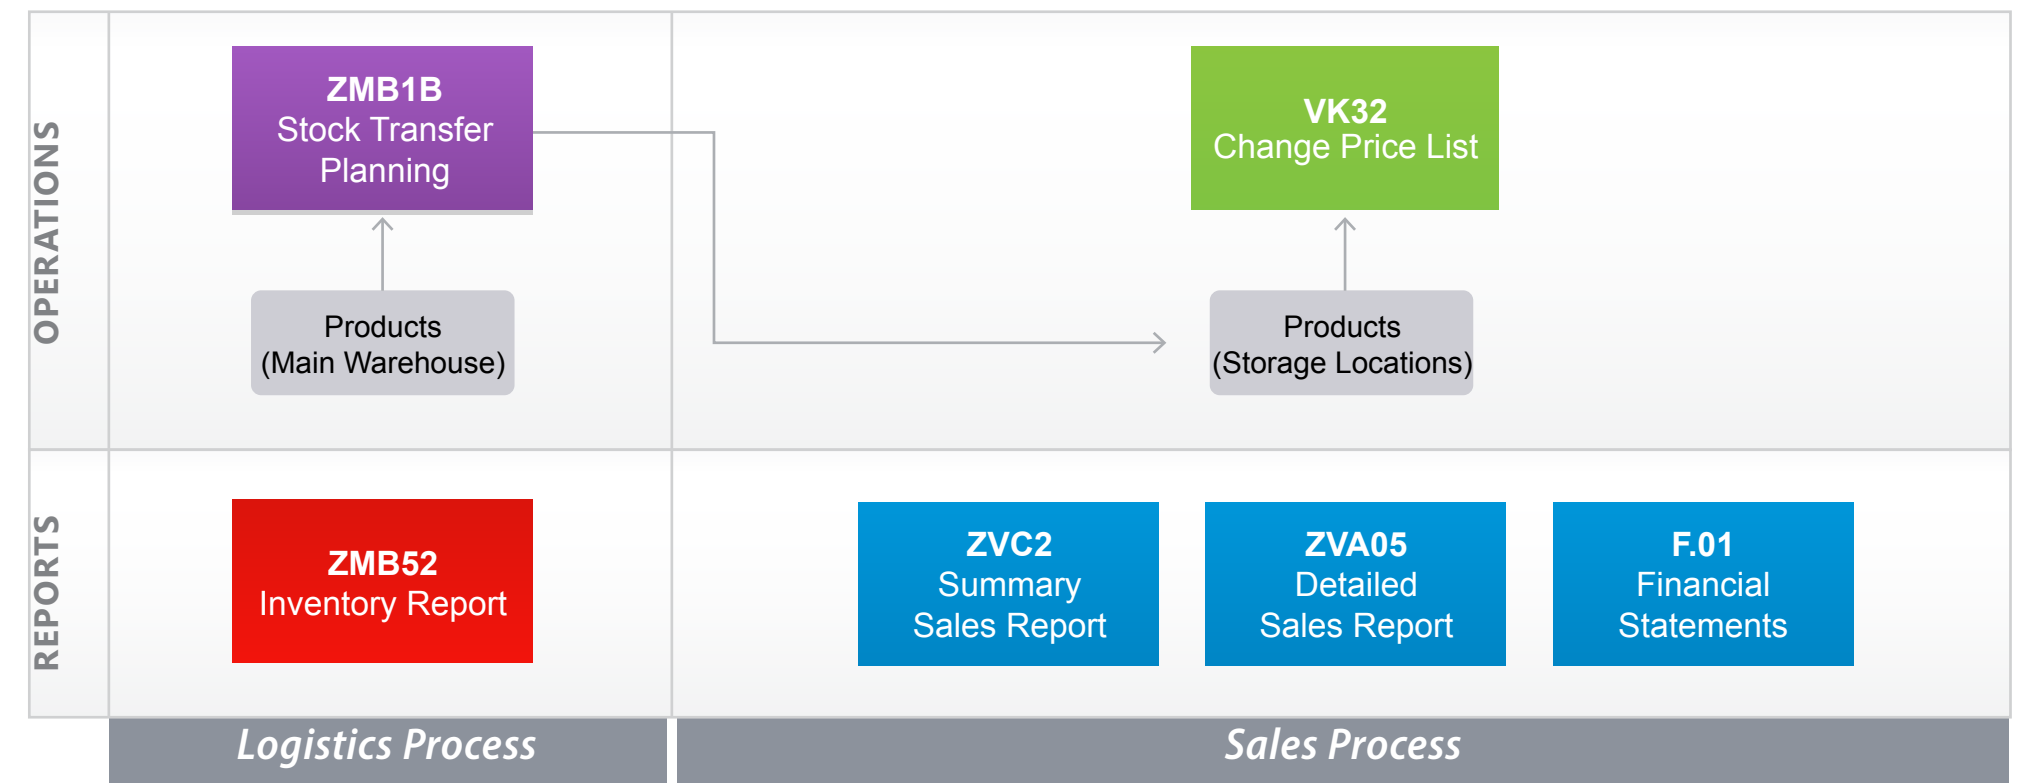 OPERATIONS
ZMB1B
Stock Transfer
Planning
VK32
Change Price List
Products
(Main Warehouse)
Products
(Storage Locations)
REPORTS
ZMB52
Inventory Report
ZVC2
Summary
Sales Report
ZVA05
Detailed
Sales Report
F.01
Financial
Statements
Logistics Process
Sales Process